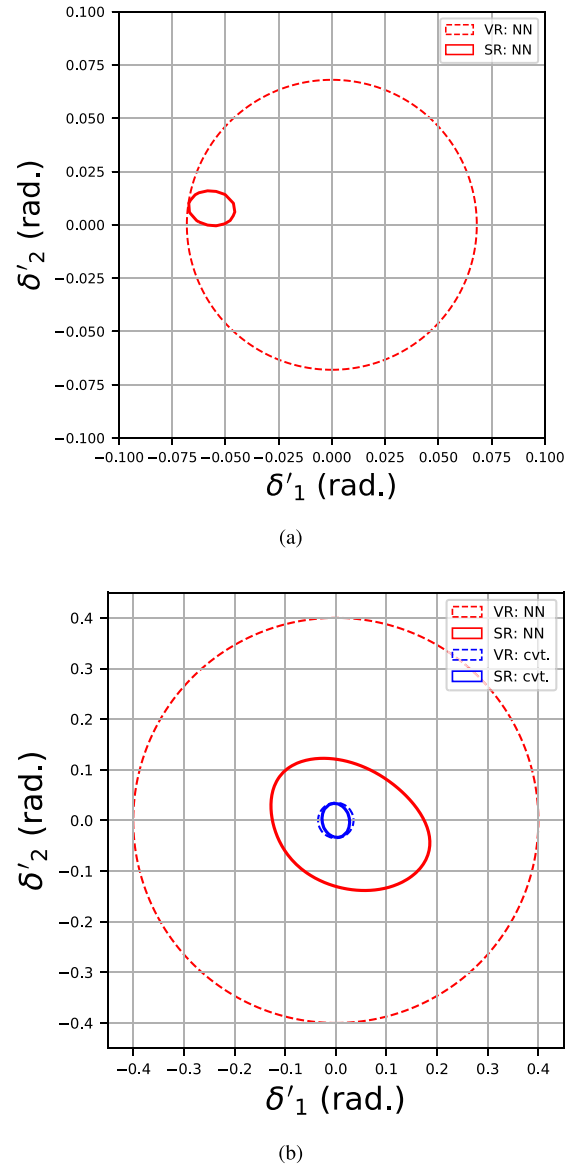 0.100
0.075
0.050
0.025
0.000
−0.025
−0.050
−0.075
−0.100
δ′2 (rad.)
VR: NN
SR: NN
−0.100 −0.075 −0.050 −0.025 0.000 0.025 0.050 0.075 0.100
δ′1 (rad.)
(a)
0.4
0.3
0.2
0.1
0.0
−0.1
−0.2
−0.3
−0.4
δ′2 (rad.)
VR: NN
SR: NN
VR: cvt.
SR: cvt.
−0.4 −0.3 −0.2 −0.1 0.0 0.1 0.2 0.3 0.4
δ′1 (rad.)
(b)